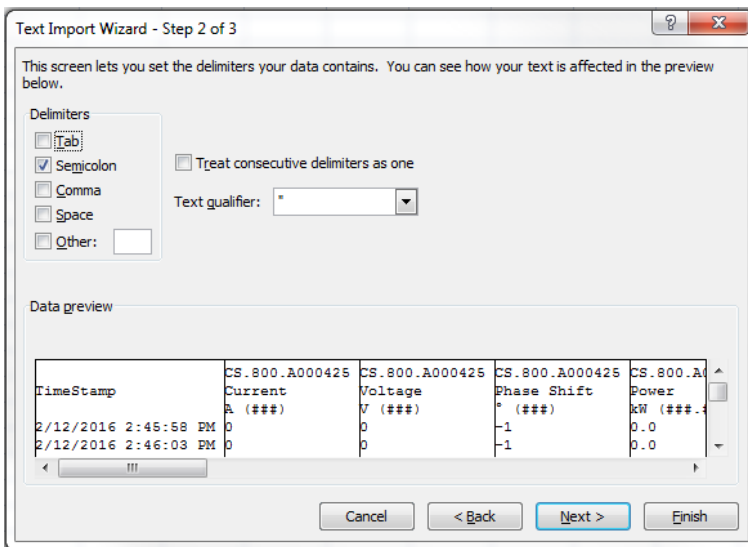 Text Import Wizard - Step 2 of 3
This screen lets you set the delimiters your data contains. You can see how your text is affected in the preview
below.
Delimiters
Tab
Semicolon
Comma
Space
Other:
Treat consecutive delimiters as one
Text qualifier: "
Data preview
CS.800.A000425 CS.800.A000425 CS.800.A000425 CS.800.A0
TimeStamp Current Voltage Phase Shift Power
A (###) V (###) ° (###) kW (###.#
2/12/2016 2:45:58 PM 0 0 -1 0.0
2/12/2016 2:46:03 PM 0 0 -1 0.0
Cancel < Back Next > Finish